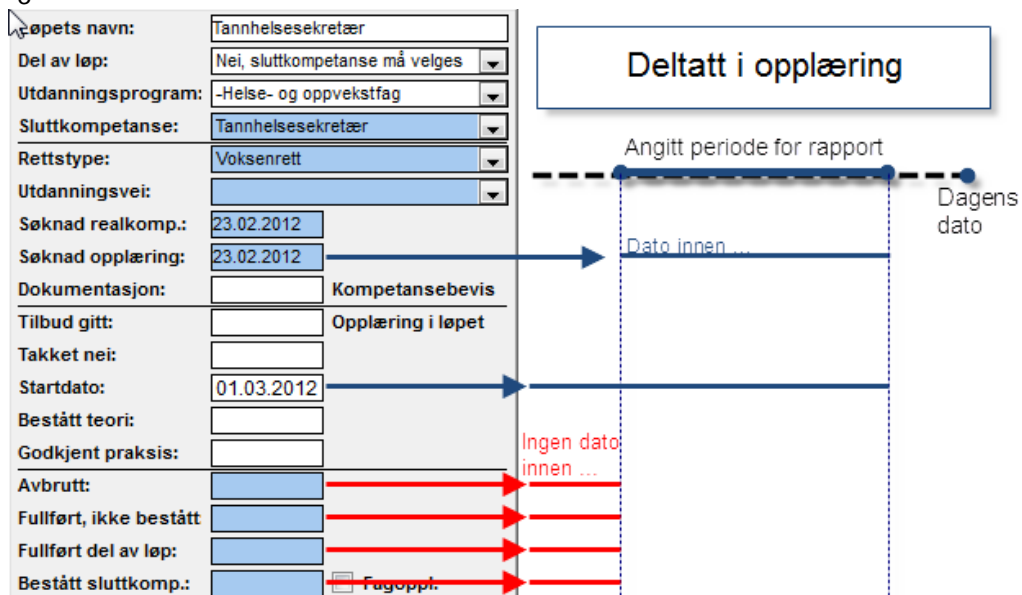 Løpets navn: Tannhelsesekretær
Del av løp: Nei, sluttkompetanse må velges
Utdanningsprogram: -Helse- og oppvekstfag
Sluttkompetanse: Tannhelsesekretær
Rettstype: Voksenrett
Utdanningsvei:
Søknad realkomp.: 23.02.2012
Søknad opplæring: 23.02.2012
Dokumentasjon: Kompetansebevis
Tilbud gitt: Opplæring i løpet
Takket nei:
Startdato: 01.03.2012
Bestått teori:
Godkjent praksis:
Avbrutt:
Fullført, ikke bestått:
Fullført del av løp:
Bestått sluttkomp.: Fagoppl.
Deltatt i opplæring
Angitt periode for rapport
Dagens
dato
Dato innen ...
Ingen dato
innen ...